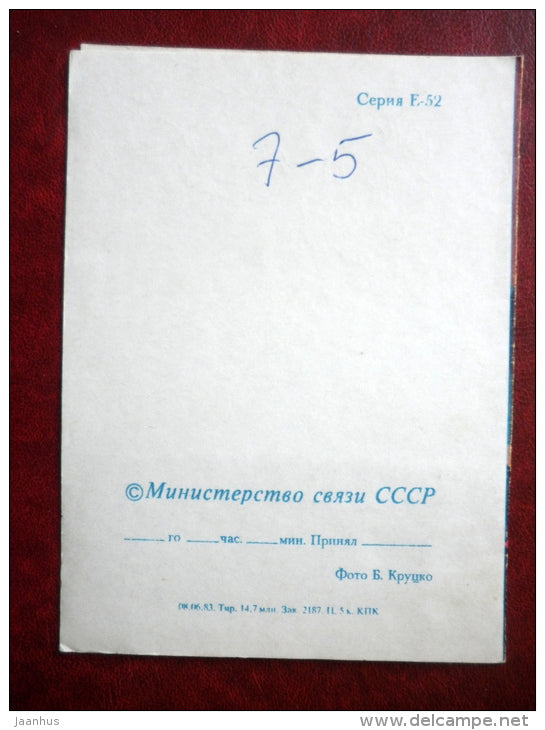 Серия Е-52
7-5
©Министерство связи СССР
го час. мин. Принял
Фото Б. Круцко
08.06.83. Тир. 14,7 млн. Зак. 2187. Ц. 5 к. КПК
jaanhus
www.delcampe.net